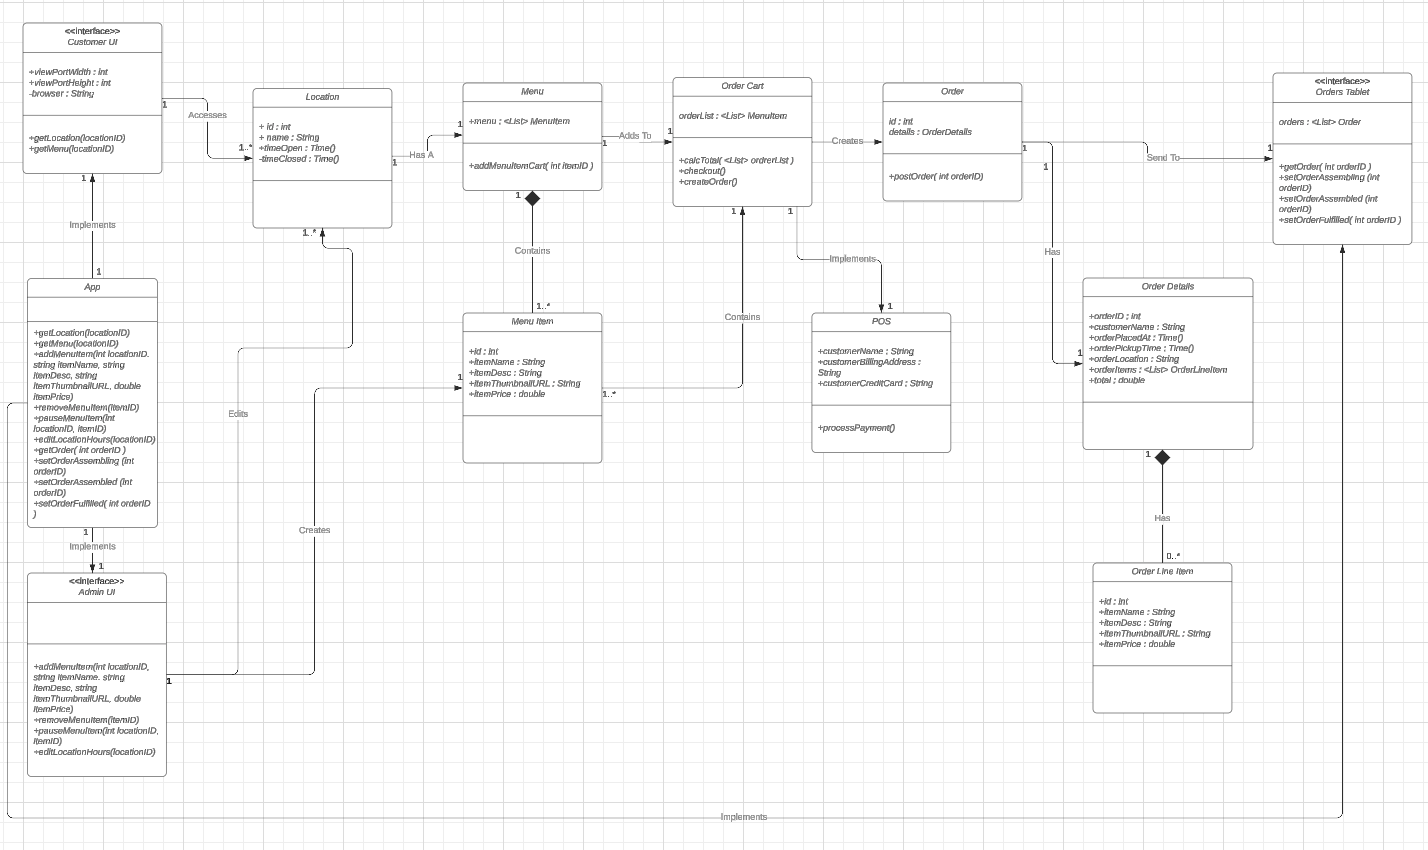 <<interface>>
Customer UI
+viewPortWidth : int
+viewPortHeight : int
-browser : String
+getLocation(locationID)
+getMenu(locationID)
1
Accesses
1..*
Location
+ id : int
+ name : String
+timeOpen : Time()
-timeClosed : Time()
1
Has A
1
Menu
+menu ; <List> MenuItem
+addMenuItemCart( int itemID )
1
Adds To
1
Order Cart
orderList : <List> MenuItem
+calcTotal( <List> ordrerList )
+checkout()
+createOrder()
Creates
Order
id : int
details : OrderDetails
+postOrder( int orderID)
1
Send To
1
<<interface>>
Orders Tablet
orders : <List> Order
+getOrder( int orderID )
+setOrderAssembling (int
orderID)
+setOrderAssembled (int
orderID)
+setOrderFulfilled( int orderID )
1
Implements
1
1..*
1
Contains
1..*
1
Contains
1
Implements
1
1
Has
1
App
+getLocation(locationID)
+getMenu(locationID)
+addMenuItem(int locationID,
string itemName, string
itemDesc, string
itemThumbnailURL, double
itemPrice)
+removeMenuItem(itemID)
+pauseMenuItem(int
locationID, itemID)
+editLocationHours(locationID)
+getOrder( int orderID )
+setOrderAssembling (int
orderID)
+setOrderAssembled (int
orderID)
+setOrderFulfilled( int orderID
)
Edits
Creates
1
Menu Item
+id : int
+itemName : String
+itemDesc : String
+itemThumbnailURL : String
+itemPrice : double
1..*
POS
+customerName ; String
+customerBillingAddress :
String
+customerCreditCard ; String
+processPayment()
Order Details
+orderID ; int
+customerName : String
+orderPlacedAt : Time()
+orderPickupTime ; Time()
+orderLocation : String
+orderItems : <List> OrderLineItem
+total ; double
1
Has
0..*
Order Line Item
+id : int
+itemName : String
+itemDesc : String
+itemThumbnailURL : String
+itemPrice : double
1
Implements
1
<<interface>>
Admin UI
+addMenuItem(int locationID,
string itemName, string
itemDesc, string
itemThumbnailURL, double
itemPrice)
+removeMenuItem(itemID)
+pauseMenuItem(int locationID,
itemID)
+editLocationHours(locationID)
1
Implements